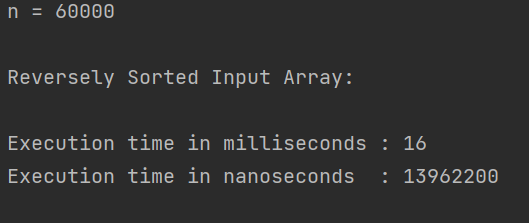 n = 60000
Reversely Sorted Input Array:
Execution time in milliseconds : 16
Execution time in nanoseconds  : 13962200